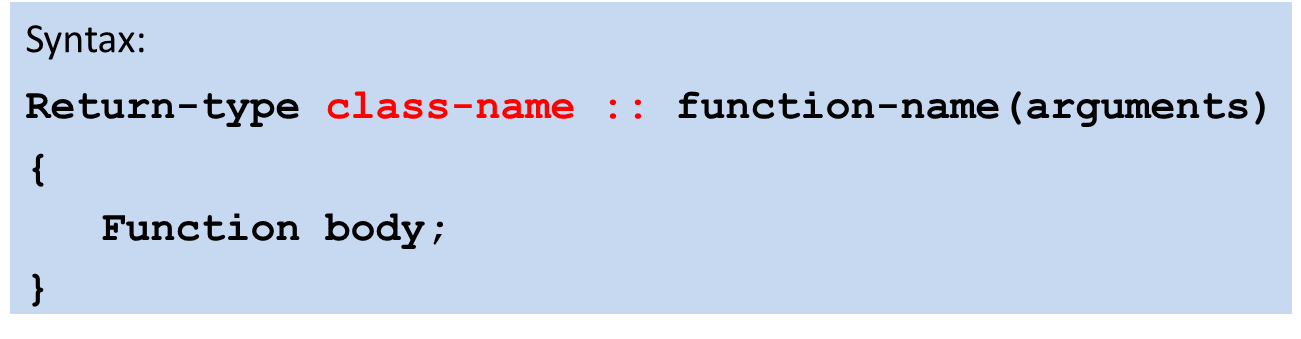 Syntax:
Return-type class-name :: function-name(arguments)
{
Function body;
}